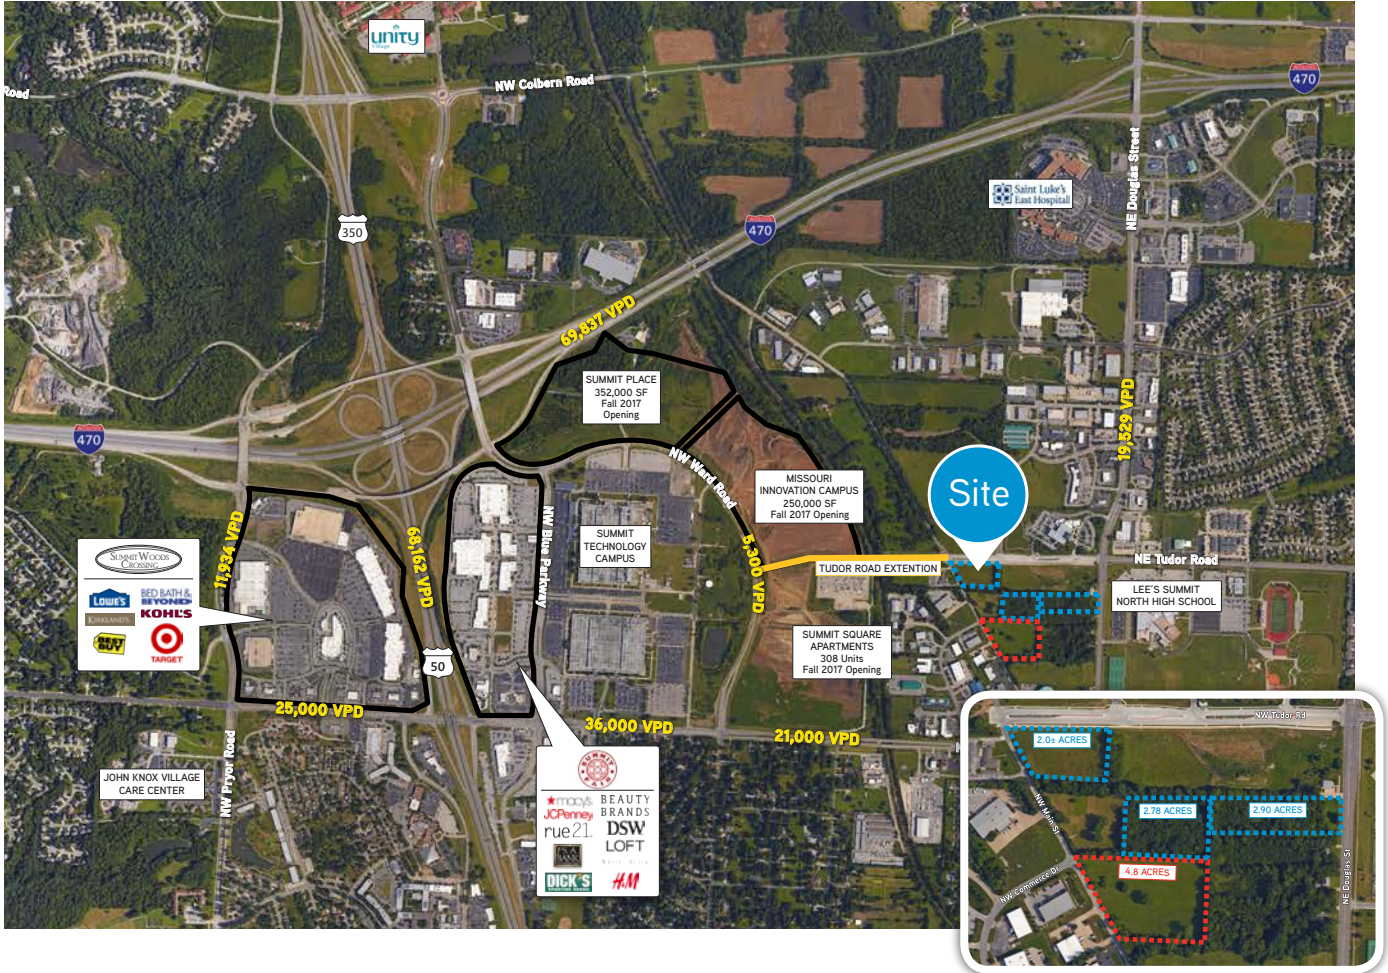 unity
Village
NW Colbern Road
Road
470
350
470
Saint Luke's
East Hospital
NE Douglas Street
69,837 VPD
SUMMIT PLACE
352,000 SF
Fall 2017
Opening
19,529 VPD
470
NW Ward Road
MISSOURI
INNOVATION CAMPUS
250,000 SF
Fall 2017 Opening
Site
11,934 VPD
68,162 VPD
NW Blue Parkway
SUMMIT
TECHNOLOGY
CAMPUS
5,300 VPD
TUDOR ROAD EXTENTION
NE Tudor Road
SUMMIT WOODS
CROSSING
LOWE'S
BED BATH &
BEYOND
KIRKLAND'S
KOHL'S
BEST
BUY
TARGET
LEE'S SUMMIT
NORTH HIGH SCHOOL
SUMMIT SQUARE
APARTMENTS
308 Units
Fall 2017 Opening
50
25,000 VPD
36,000 VPD
21,000 VPD
NW Pryor Road
JOHN KNOX VILLAGE
CARE CENTER
SUMMIT
FAIR
macy's
BEAUTY
BRANDS
JCPenney
rue21
DSW
LOFT
DICK'S
SPORTING GOODS
H&M
NW Tudor Rd
2.0± ACRES
NW Main St
2.78 ACRES
2.90 ACRES
4.8 ACRES
NW Commerce Dr
NE Douglas St